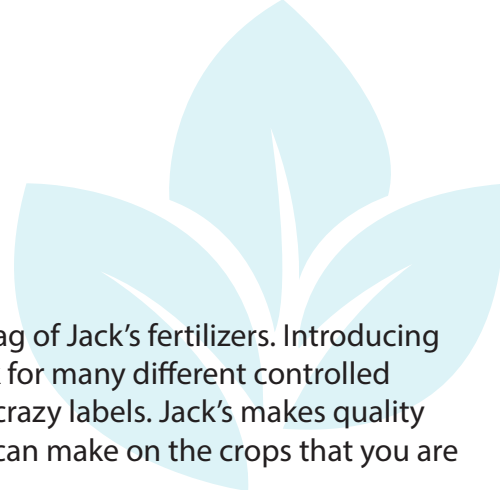 ag of Jack’s fertilizers. Introducing
for many different controlled
crazy labels. Jack’s makes quality
can make on the crops that you are